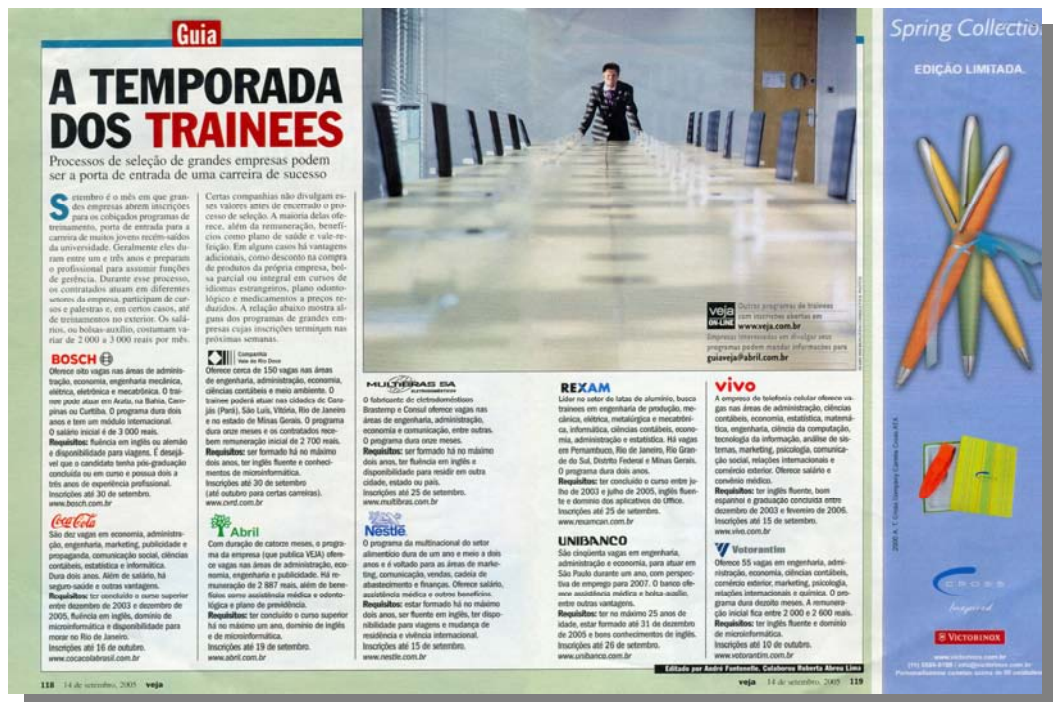 Guia
A TEMPORADA
DOS TRAINEES
Processos de seleção de grandes empresas podem
ser a porta de entrada de uma carreira de sucesso
Setembro é o mês em que gran-
des empresas abrem inscrições
para os cobiçados programas de
treinamento, porta de entrada para a
carreira de muitos jovens recém-saídos
da universidade. Geralmente eles du-
ram entre um e três anos e preparam
o profissional para assumir funções
de gerência. Durante esse processo,
os contratados atuam em diferentes
setores da empresa, participam de cur-
sos e palestras e, em certos casos, até
de treinamentos no exterior. Os salá-
rios, ou bolsas-auxílio, costumam va-
riar de 2 000 a 3 000 reais por mês.
Certas companhias não divulgam es-
ses valores antes de encerrado o pro-
cesso de seleção. A maioria delas ofe-
rece, além da remuneração, benefí-
cios como plano de saúde e vale-re-
feição. Em alguns casos há vantagens
adicionais, como desconto na compra
de produtos da própria empresa, bol-
sa parcial ou integral em cursos de
idiomas estrangeiros, plano odonto-
lógico e medicamentos a preços re-
duzidos. A relação abaixo mostra al-
guns dos programas de grandes em-
presas cujas inscrições terminam nas
próximas semanas.
veja
ON-LINE
Outros programas de trainees
com inscrições abertas em
www.veja.com.br
Empresas interessadas em divulgar seus
programas podem mandar informações para
guiaveja@abril.com.br
BOSCH
Oferece oito vagas nas áreas de adminis-
tração, economia, engenharia mecânica,
elétrica, eletrônica e mecatrônica. O trai-
nee pode atuar em Aratu, na Bahia, Cam-
pinas ou Curitiba. O programa dura dois
anos e tem um módulo internacional.
O salário inicial é de 3 000 reais.
Requisitos: fluência em inglês ou alemão
e disponibilidade para viagens. É desejá-
vel que o candidato tenha pós-graduação
concluída ou em curso e possua dois a
três anos de experiência profissional.
Inscrições até 30 de setembro.
www.bosch.com.br
Coca-Cola
São dez vagas em economia, administra-
ção, engenharia, marketing, publicidade e
propaganda, comunicação social, ciências
contábeis, estatística e informática.
Dura dois anos. Além de salário, há
seguro-saúde e outras vantagens.
Requisitos: ter concluído o curso superior
entre dezembro de 2003 e dezembro de
2005, fluência em inglês, domínio de
microinformática e disponibilidade para
morar no Rio de Janeiro.
Inscrições até 16 de outubro.
www.cocacolabrasil.com.br
Companhia
Vale do Rio Doce
Oferece cerca de 150 vagas nas áreas
de engenharia, administração, economia,
ciências contábeis e meio ambiente. O
trainee poderá atuar nas cidades de Cara-
jás (Pará), São Luís, Vitória, Rio de Janeiro
e no estado de Minas Gerais. O programa
dura onze meses e os contratados rece-
bem remuneração inicial de 2 700 reais.
Requisitos: ser formado há no máximo
dois anos, ter inglês fluente e conheci-
mentos de microinformática.
Inscrições até 30 de setembro
(até outubro para certas carreiras).
www.cvrd.com.br
Abril
Com duração de catorze meses, o progra-
ma da empresa (que publica VEJA) ofere-
ce vagas nas áreas de administração, eco-
nomia, engenharia e publicidade. Há re-
muneração de 2 887 reais, além de bene-
fícios como assistência médica e odonto-
lógica e plano de previdência.
Requisitos: ter concluído o curso superior
há no máximo um ano, domínio de inglês
e de microinformática.
Inscrições até 19 de setembro.
www.abril.com.br
MULTIBRAS SA
ELETRODOMÉSTICOS
O fabricante de eletrodomésticos
Brastemp e Consul oferece vagas nas
áreas de engenharia, administração,
economia e comunicação, entre outras.
O programa dura onze meses.
Requisitos: ser formado há no máximo
dois anos, ter fluência em inglês e
disponibilidade para residir em outra
cidade, estado ou país.
Inscrições até 25 de setembro.
www.multibras.com.br
Nestlé
O programa da multinacional do setor
alimentício dura de um ano e meio a dois
anos e é voltado para as áreas de marke-
ting, comunicação, vendas, cadeia de
abastecimento e finanças. Oferece salário,
assistência médica e outros benefícios.
Requisitos: estar formado há no máximo
dois anos, ser fluente em inglês, ter dispo-
nibilidade para viagens e mudança de
residência e vivência internacional.
Inscrições até 15 de setembro.
www.nestle.com.br
REXAM
Líder no setor de latas de alumínio, busca
trainees em engenharia de produção, me-
cânica, elétrica, metalúrgica e mecatrôni-
ca, informática, ciências contábeis, econo-
mia, administração e estatística. Há vagas
em Pernambuco, Rio de Janeiro, Rio Gran-
de do Sul, Distrito Federal e Minas Gerais.
O programa dura dois anos.
Requisitos: ter concluído o curso entre ju-
lho de 2003 e julho de 2005, inglês fluen-
te e domínio dos aplicativos do Office.
Inscrições até 25 de setembro.
www.rexamcan.com.br
UNIBANCO
São cinqüenta vagas em engenharia,
administração e economia, para atuar em
São Paulo durante um ano, com perspec-
tiva de emprego para 2007. O banco ofe-
rece assistência médica e bolsa-auxílio,
entre outras vantagens.
Requisitos: ter no máximo 25 anos de
idade, estar formado até 31 de dezembro
de 2005 e bons conhecimentos de inglês.
Inscrições até 26 de setembro.
www.unibanco.com.br
vivo
A empresa de telefonia celular oferece va-
gas nas áreas de administração, ciências
contábeis, economia, estatística, matemá-
tica, engenharia, ciência da computação,
tecnologia da informação, análise de sis-
temas, marketing, psicologia, comunica-
ção social, relações internacionais e
comércio exterior. Oferece salário e
convênio médico.
Requisitos: ter inglês fluente, bom
espanhol e graduação concluída entre
dezembro de 2003 e fevereiro de 2006.
Inscrições até 15 de setembro.
www.vivo.com.br
Votorantim
Oferece 55 vagas em engenharia, admi-
nistração, economia, ciências contábeis,
comércio exterior, marketing, psicologia,
relações internacionais e química. O pro-
grama dura dezoito meses. A remunera-
ção inicial fica entre 2 000 e 2 600 reais.
Requisitos: ter inglês fluente e domínio
de microinformática.
Inscrições até 10 de outubro.
www.votorantim.com.br
Editado por André Fontenelle. Colaborou Roberta Abreu Lima
118 14 de setembro, 2005 veja
veja 14 de setembro, 2005 119
Spring Collection
EDIÇÃO LIMITADA
CROSS
Inspired
VICTORINOX
www.victorinox.com.br